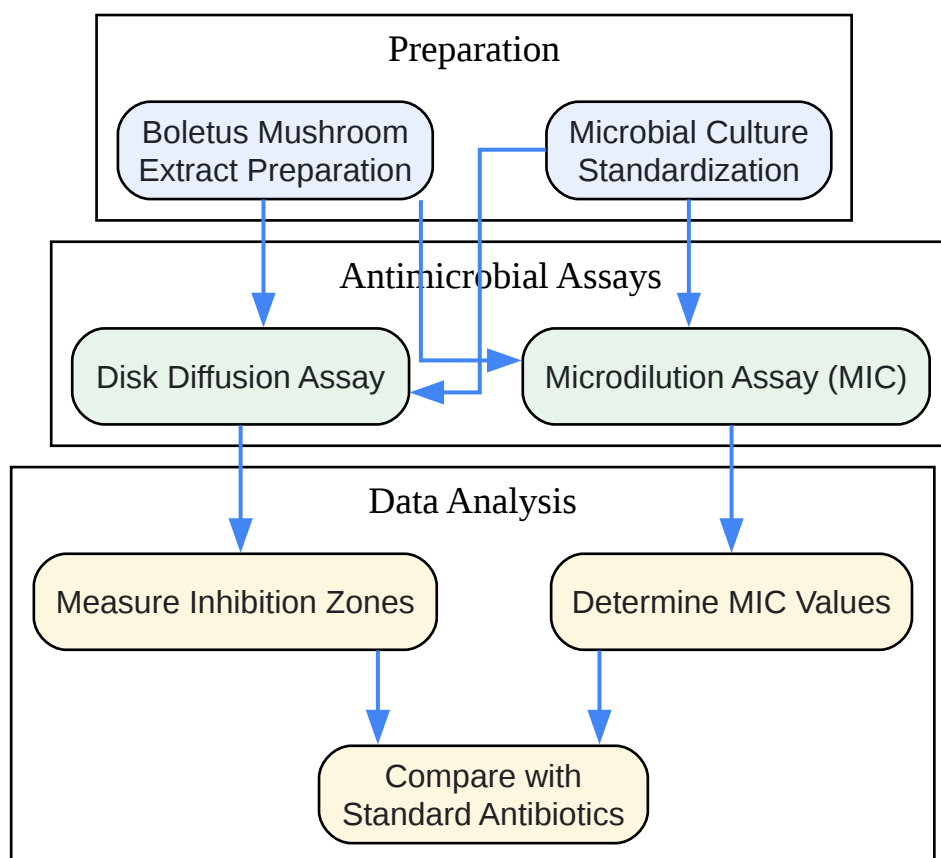 Preparation
Boletus Mushroom
Extract Preparation
Microbial Culture
Standardization
Antimicrobial Assays
Disk Diffusion Assay
Microdilution Assay (MIC)
Data Analysis
Measure Inhibition Zones
Determine MIC Values
Compare with
Standard Antibiotics